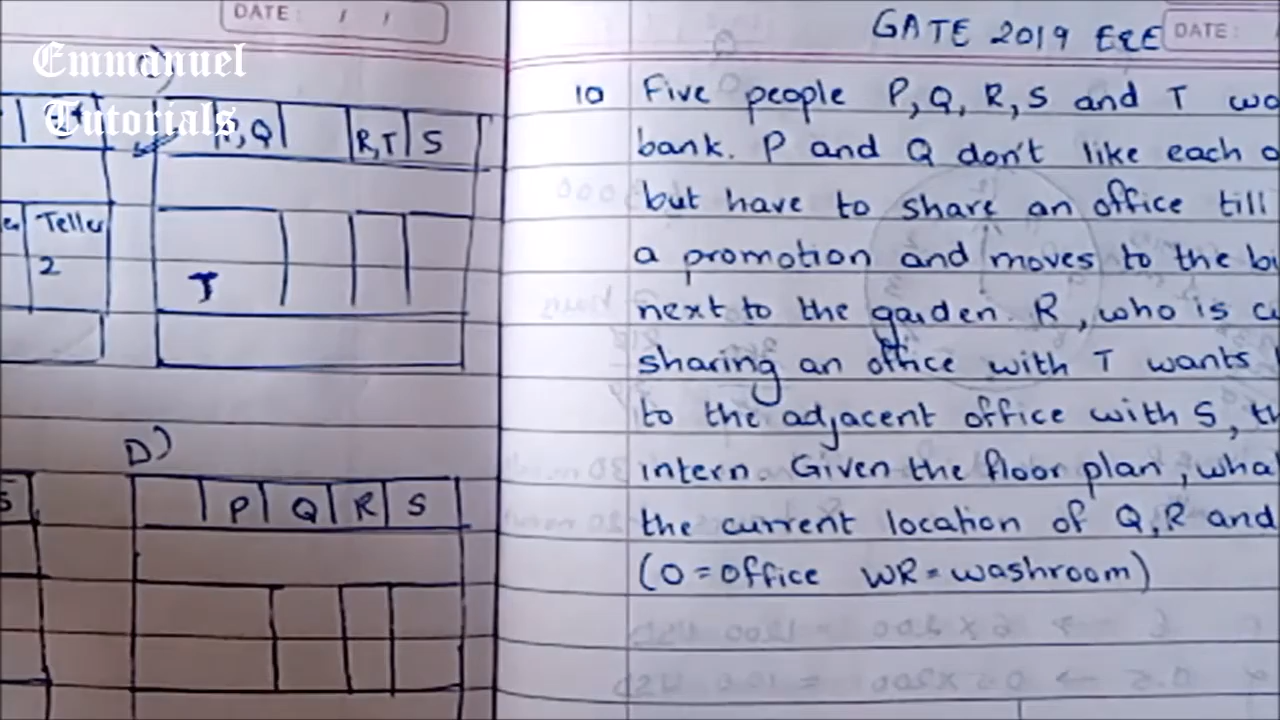 Emmanuel
Tutorials
DATE: / /
P,Q R,T S
Teller
2
T
D)
S
P Q R S
GATE 2019 E&E
DATE:
10 Five people P, Q, R, S and T
bank. P and Q don't like each
but have to share an office till
a promotion and moves to the
next to the garden. R, who is
sharing an office with T wants
to the adjacent office with S,
intern. Given the floor plan, 
the current location of Q, R and
(O = office WR = washroom)